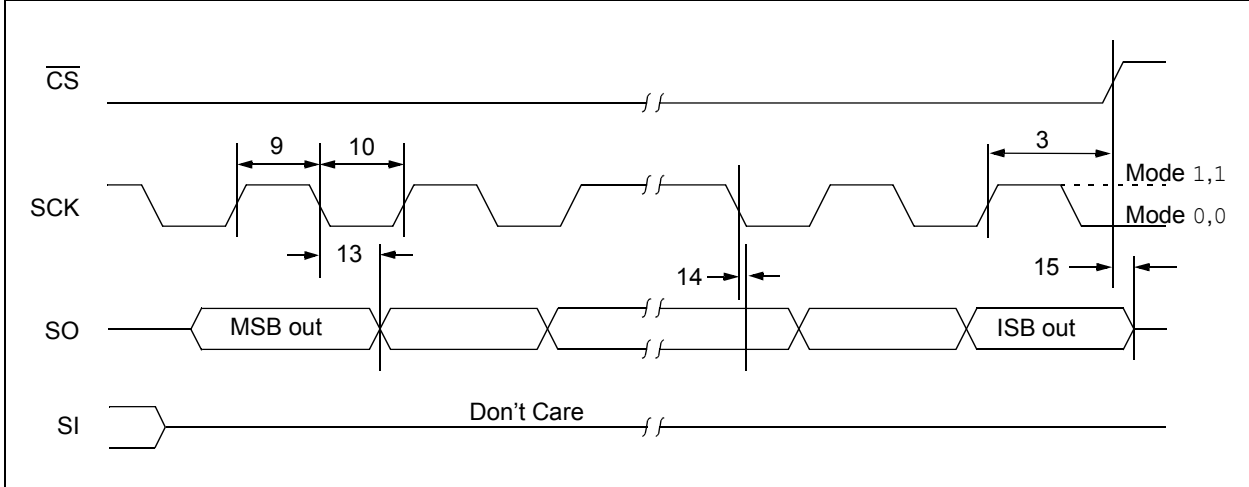 CS
9
10
3
SCK
Mode 1,1
Mode 0,0
13
14
15
SO
MSB out
ISB out
SI
Don't Care